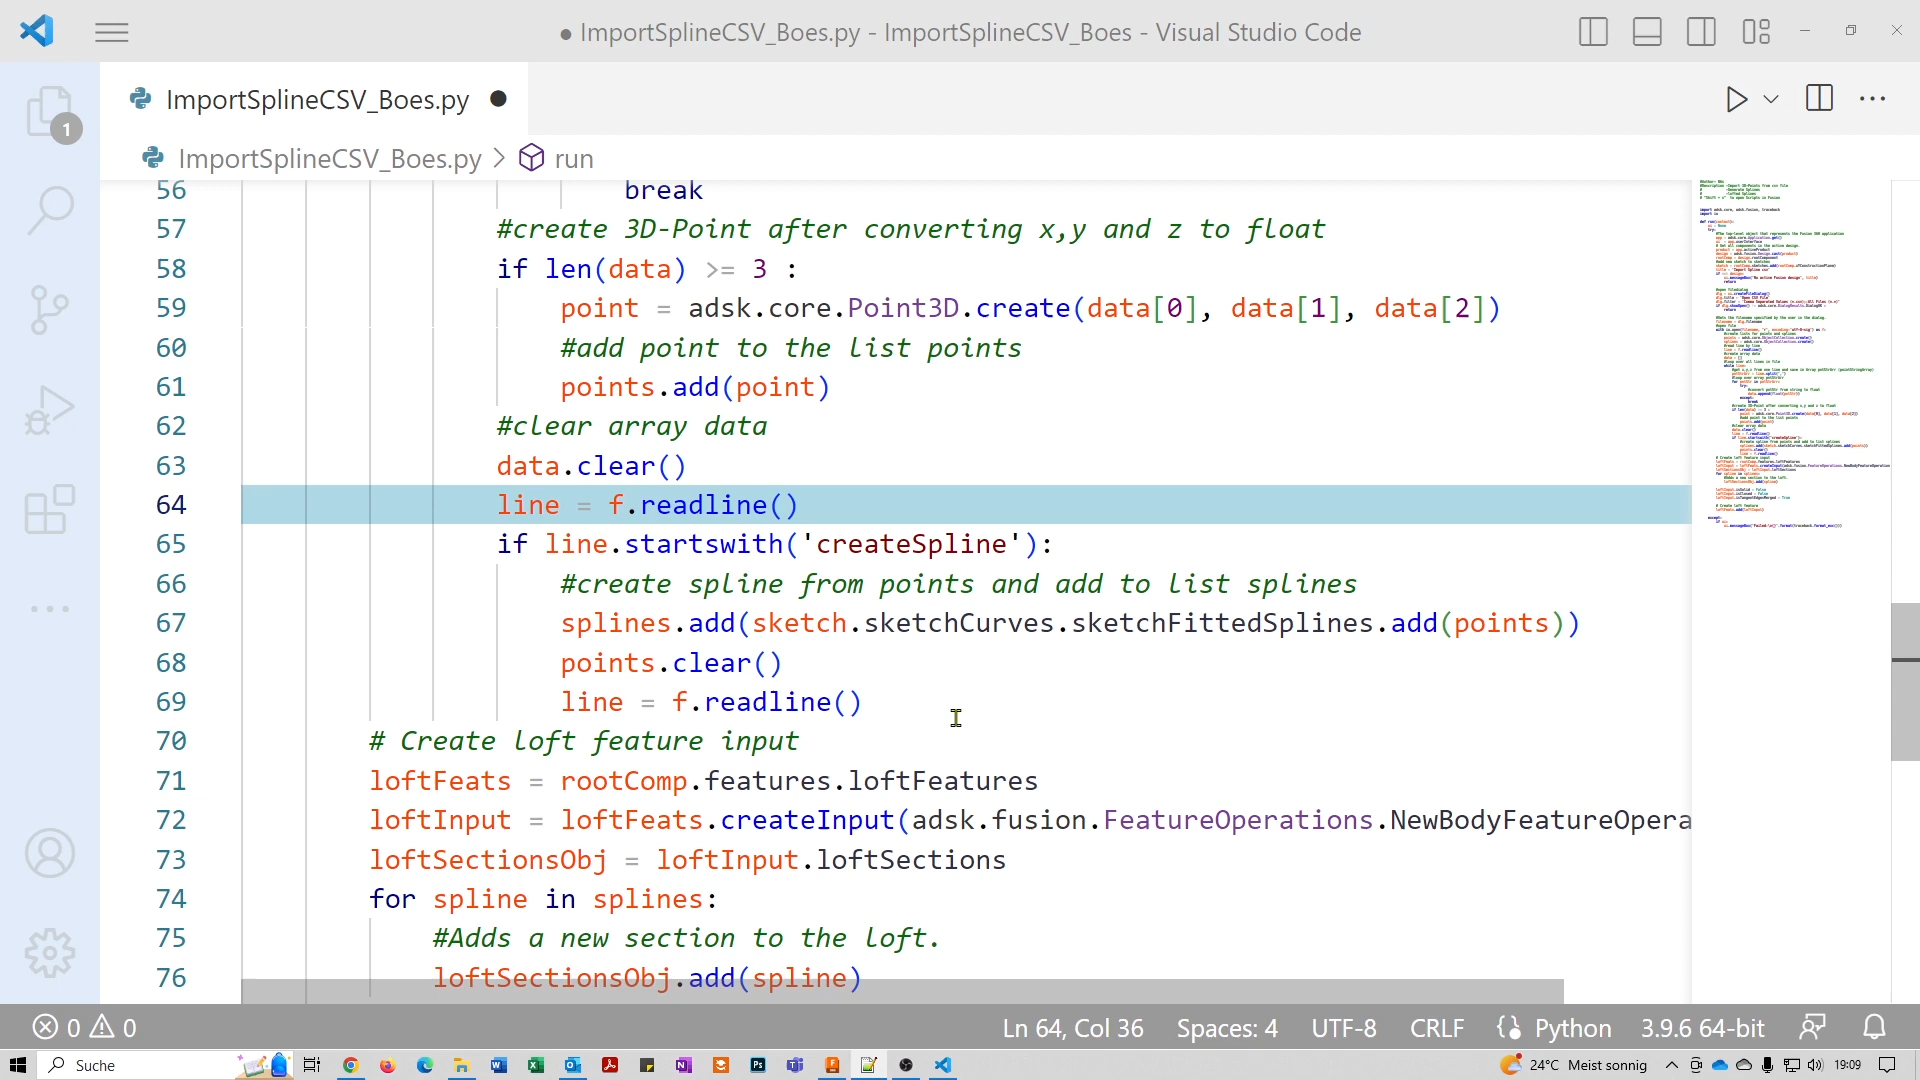 ● ImportSplineCSV_Boes.py - ImportSplineCSV_Boes - Visual Studio Code
ImportSplineCSV_Boes.py
1
ImportSplineCSV_Boes.py > run
56 break
57 #create 3D-Point after converting x,y and z to float
58 if len(data) >= 3 :
59 point = adsk.core.Point3D.create(data[0], data[1], data[2])
60 #add point to the list points
61 points.add(point)
62 #clear array data
63 data.clear()
64 line = f.readline()
65 if line.startswith('createSpline'):
66 #create spline from points and add to list splines
67 splines.add(sketch.sketchCurves.sketchFittedSplines.add(points))
68 points.clear()
69 line = f.readline()
70 # Create loft feature input
71 loftFeats = rootComp.features.loftFeatures
72 loftInput = loftFeats.createInput(adsk.fusion.FeatureOperations.NewBodyFeatureOpera
73 loftSectionsObj = loftInput.loftSections
74 for spline in splines:
75 #Adds a new section to the loft.
76 loftSectionsObj.add(spline)
0 0
Ln 64, Col 36 Spaces: 4 UTF-8 CRLF Python 3.9.6 64-bit
Suche
24°C Meist sonnig
19:09